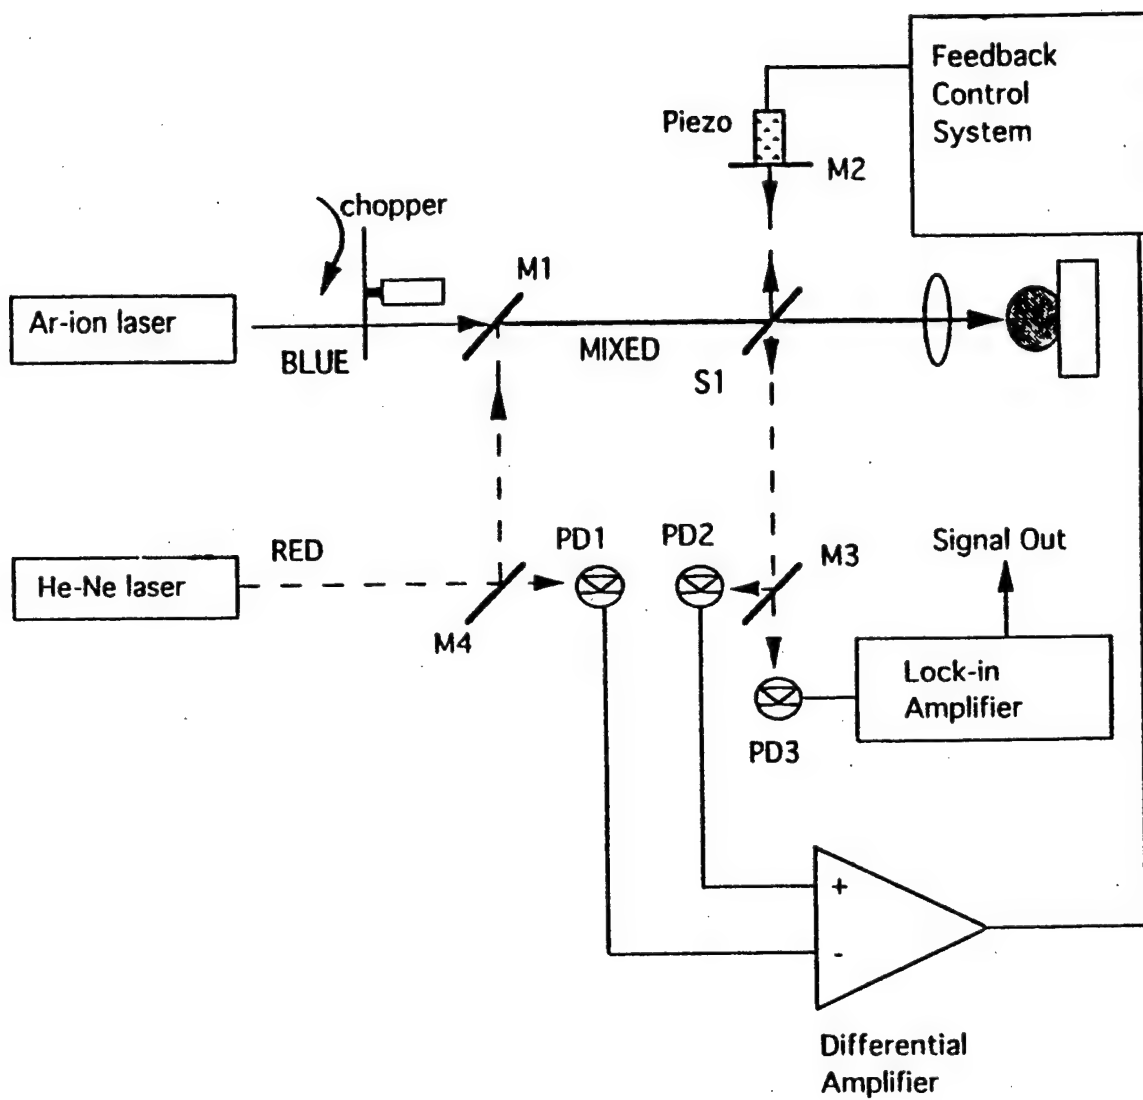 Feedback
Control
System
Piezo
M2
chopper
M1
Ar-ion laser
BLUE
MIXED
S1
RED
PD1
PD2
M3
Signal Out
He-Ne laser
M4
Lock-in
Amplifier
PD3
+
-
Differential
Amplifier